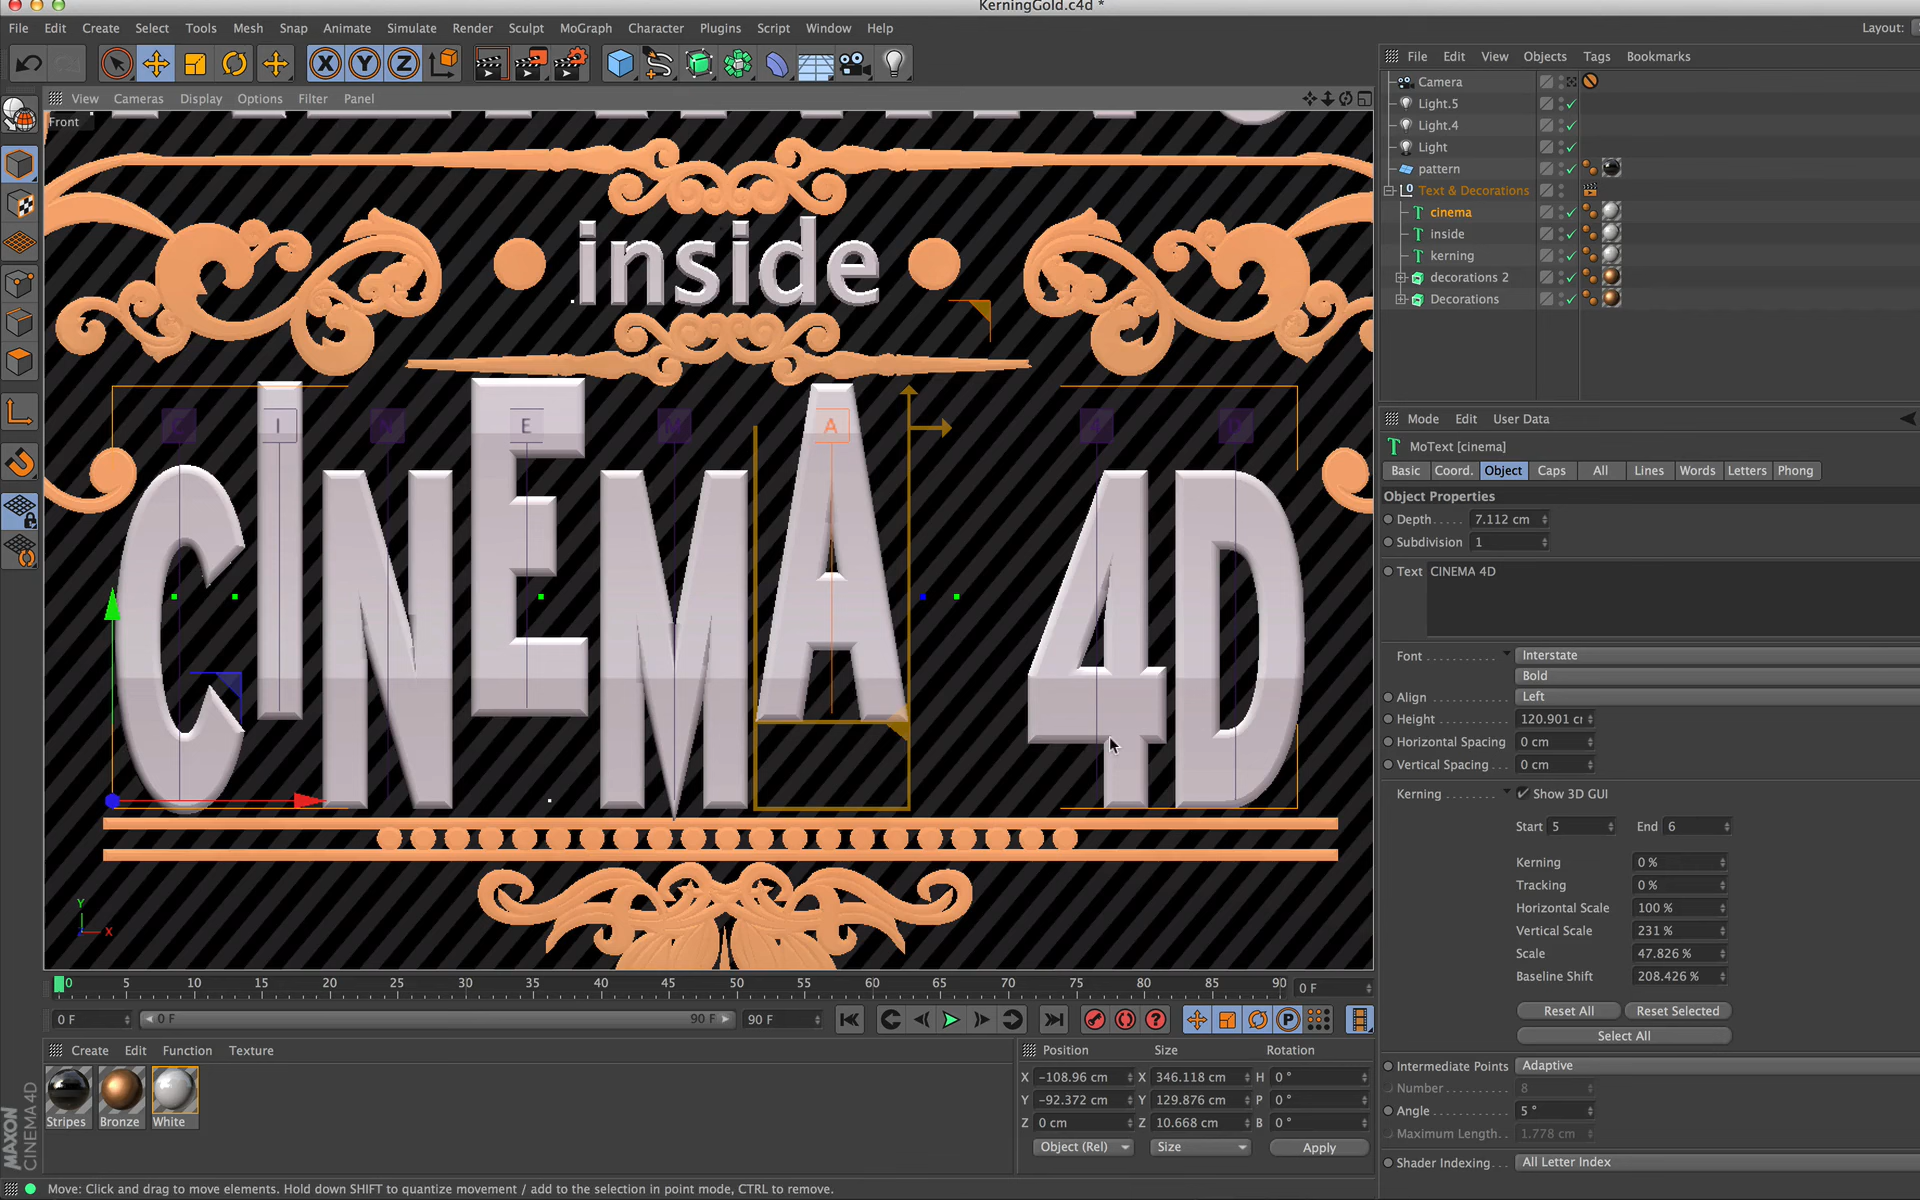 KerningGold.c4d *
File Edit Create Select Tools Mesh Snap Animate Simulate Render Sculpt MoGraph Character Plugins Script Window Help
Layout:
File Edit View Objects Tags Bookmarks
View Cameras Display Options Filter Panel
Front
Camera
Light.5
Light.4
Light
pattern
Text & Decorations
cinema
inside
kerning
decorations 2
Decorations
inside
C I N E M A 4 D
CINEMA 4D
Y
X
Mode Edit User Data
MoText [cinema]
Basic Coord. Object Caps All Lines Words Letters Phong
Object Properties
Depth..... 7.112 cm
Subdivision 1
Text CINEMA 4D
Font Interstate
Bold
Align Left
Height 120.901 cm
Horizontal Spacing 0 cm
Vertical Spacing 0 cm
Kerning Show 3D GUI
Start 5 End 6
Kerning 0 %
Tracking 0 %
Horizontal Scale 100 %
Vertical Scale 231 %
Scale 47.826 %
Baseline Shift 208.426 %
Reset All Reset Selected
Select All
Intermediate Points Adaptive
Number 8
Angle 5 °
Maximum Length. 1.778 cm
Shader Indexing All Letter Index
0 5 10 15 20 25 30 35 40 45 50 55 60 65 70 75 80 85 90 0 F
0 F 0 F 90 F 90 F
Create Edit Function Texture
Stripes Bronze White
Position Size Rotation
X -108.96 cm X 346.118 cm H 0 °
Y -92.372 cm Y 129.876 cm P 0 °
Z 0 cm Z 10.668 cm B 0 °
Object (Rel) Size Apply
MAXON
CINEMA 4D
Move: Click and drag to move elements. Hold down SHIFT to quantize movement / add to the selection in point mode, CTRL to remove.